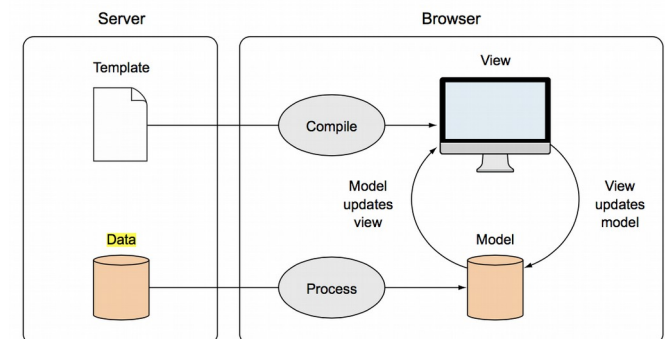 Server
Browser
Template
View
Compile
Model
updates
view
View
updates
model
Data
Model
Process